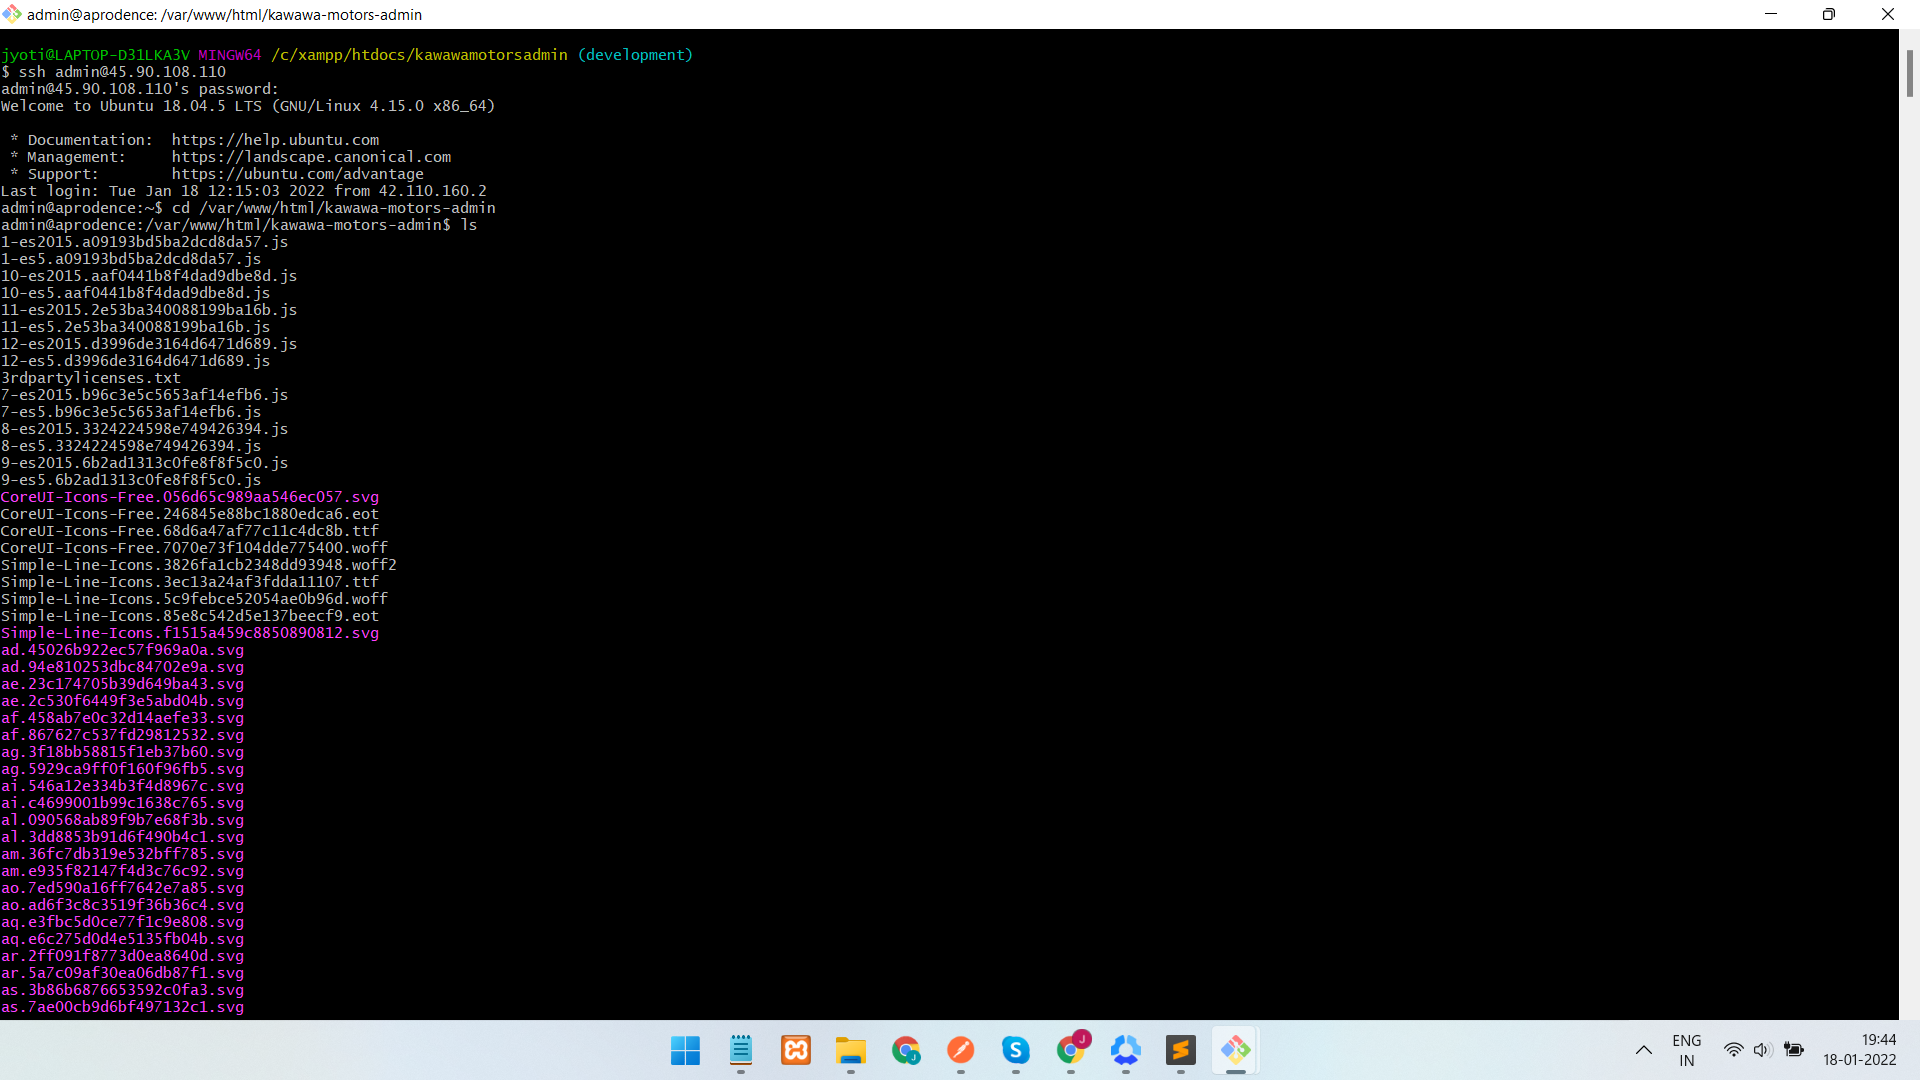 admin@aprodence: /var/www/html/kawawa-motors-admin
jyoti@LAPTOP-D31LKA3V MINGW64 /c/xampp/htdocs/kawawamotorsadmin (development)
$ ssh admin@45.90.108.110
admin@45.90.108.110's password:
Welcome to Ubuntu 18.04.5 LTS (GNU/Linux 4.15.0 x86_64)
* Documentation:  https://help.ubuntu.com
* Management:     https://landscape.canonical.com
* Support:        https://ubuntu.com/advantage
Last login: Tue Jan 18 12:15:03 2022 from 42.110.160.2
admin@aprodence:~$ cd /var/www/html/kawawa-motors-admin
admin@aprodence:/var/www/html/kawawa-motors-admin$ ls
1-es2015.a09193bd5ba2dcd8da57.js
1-es5.a09193bd5ba2dcd8da57.js
10-es2015.aaf0441b8f4dad9dbe8d.js
10-es5.aaf0441b8f4dad9dbe8d.js
11-es2015.2e53ba340088199ba16b.js
11-es5.2e53ba340088199ba16b.js
12-es2015.d3996de3164d6471d689.js
12-es5.d3996de3164d6471d689.js
3rdpartylicenses.txt
7-es2015.b96c3e5c5653af14efb6.js
7-es5.b96c3e5c5653af14efb6.js
8-es2015.3324224598e749426394.js
8-es5.3324224598e749426394.js
9-es2015.6b2ad1313c0fe8f8f5c0.js
9-es5.6b2ad1313c0fe8f8f5c0.js
CoreUI-Icons-Free.056d65c989aa546ec057.svg
CoreUI-Icons-Free.246845e88bc1880edca6.eot
CoreUI-Icons-Free.68d6a47af77c11c4dc8b.ttf
CoreUI-Icons-Free.7070e73f104dde775400.woff
Simple-Line-Icons.3826fa1cb2348dd93948.woff2
Simple-Line-Icons.3ec13a24af3fdda11107.ttf
Simple-Line-Icons.5c9febce52054ae0b96d.woff
Simple-Line-Icons.85e8c542d5e137beecf9.eot
Simple-Line-Icons.f1515a459c8850890812.svg
ad.45026b922ec57f969a0a.svg
ad.94e810253dbc84702e9a.svg
ae.23c174705b39d649ba43.svg
ae.2c530f6449f3e5abd04b.svg
af.458ab7e0c32d14aefe33.svg
af.867627c537fd29812532.svg
ag.3f18bb58815f1eb37b60.svg
ag.5929ca9ff0f160f96fb5.svg
ai.546a12e334b3f4d8967c.svg
ai.c4699001b99c1638c765.svg
al.090568ab89f9b7e68f3b.svg
al.3dd8853b91d6f490b4c1.svg
am.36fc7db319e532bff785.svg
am.e935f82147f4d3c76c92.svg
ao.7ed590a16ff7642e7a85.svg
ao.ad6f3c8c3519f36b36c4.svg
aq.e3fbc5d0ce77f1c9e808.svg
aq.e6c275d0d4e5135fb04b.svg
ar.2ff091f8773d0ea8640d.svg
ar.5a7c09af30ea06db87f1.svg
as.3b86b6876653592c0fa3.svg
as.7ae00cb9d6bf497132c1.svg
J
J
ENG
IN
19:44
18-01-2022